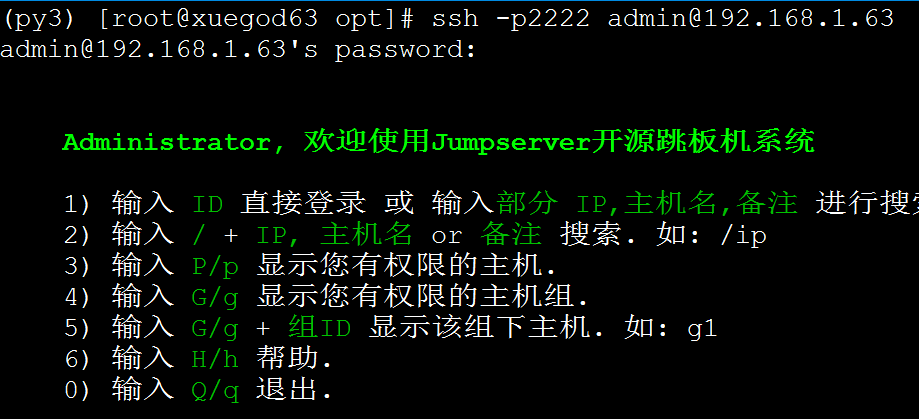 (py3) [root@xuegod63 opt]# ssh -p2222 admin@192.168.1.63
admin@192.168.1.63's password:
Administrator, 欢迎使用Jumpserver开源跳板机系统
1) 输入 ID 直接登录 或 输入部分 IP,主机名,备注 进行搜
2) 输入 / + IP, 主机名 or 备注 搜索. 如: /ip
3) 输入 P/p 显示您有权限的主机.
4) 输入 G/g 显示您有权限的主机组.
5) 输入 G/g + 组ID 显示该组下主机. 如: g1
6) 输入 H/h 帮助.
0) 输入 Q/q 退出.